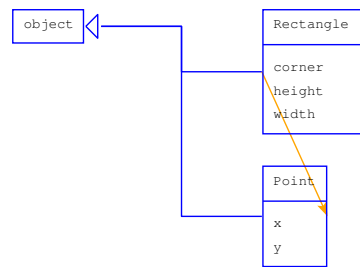 object
Rectangle
corner
height
width
Point
x
y